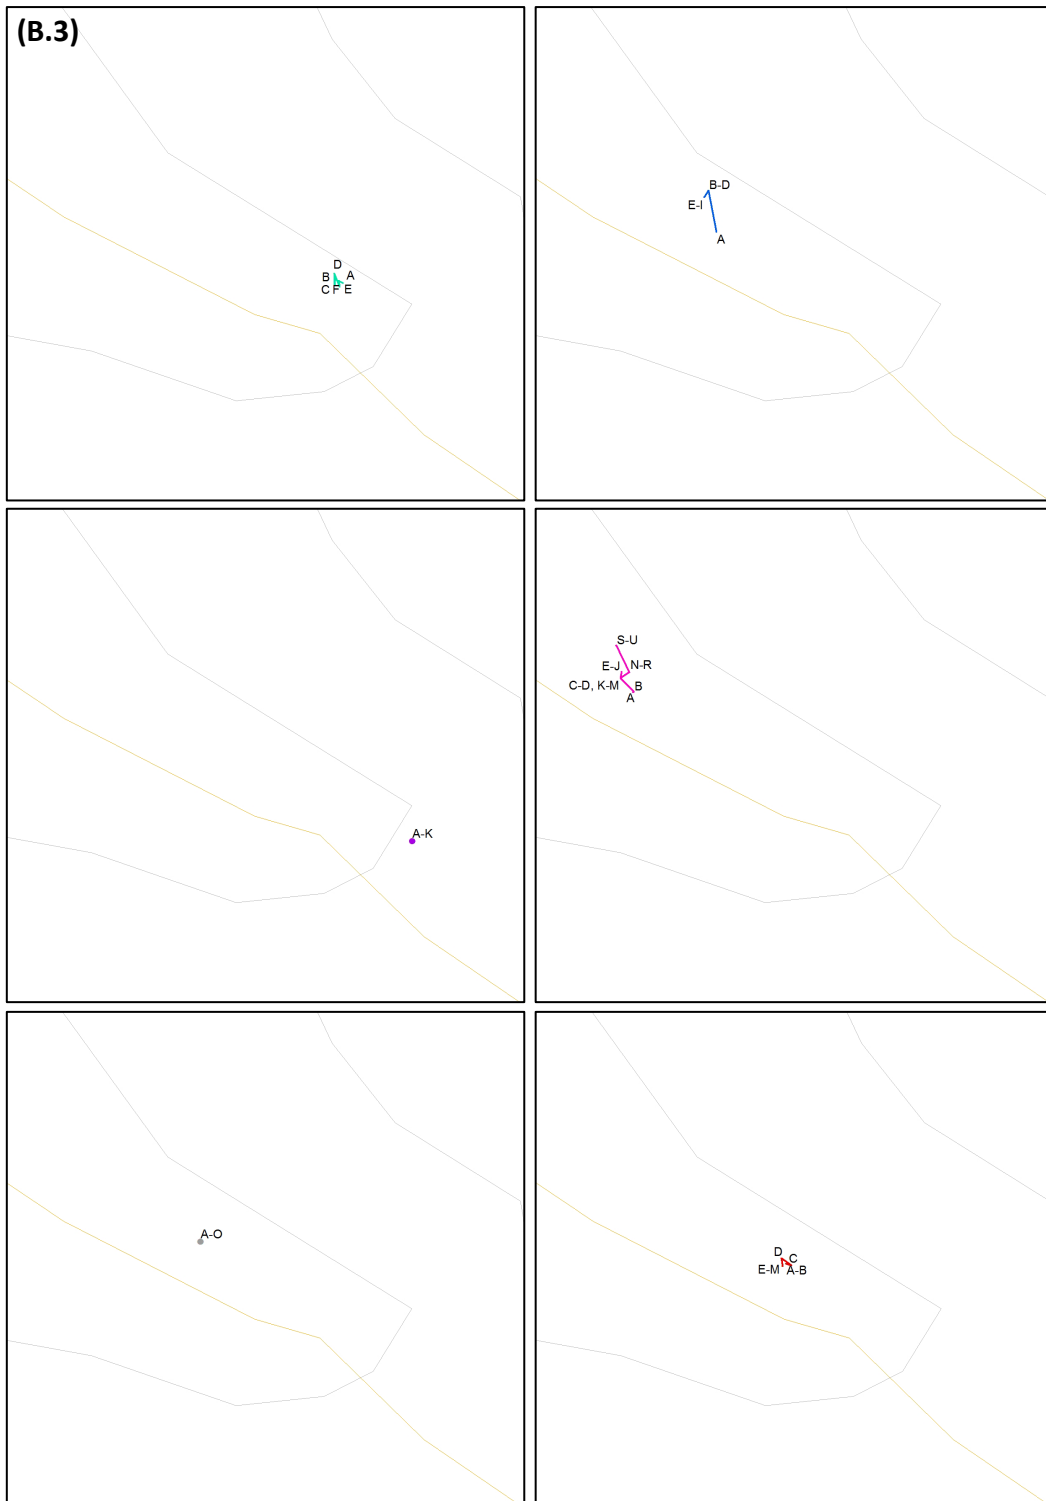 (B.3)
D
B A
C F E
B-D
E-I
A
A-K
S-U
E-J N-R
C-D, K-M B
A
A-O
D
C
E-M A-B